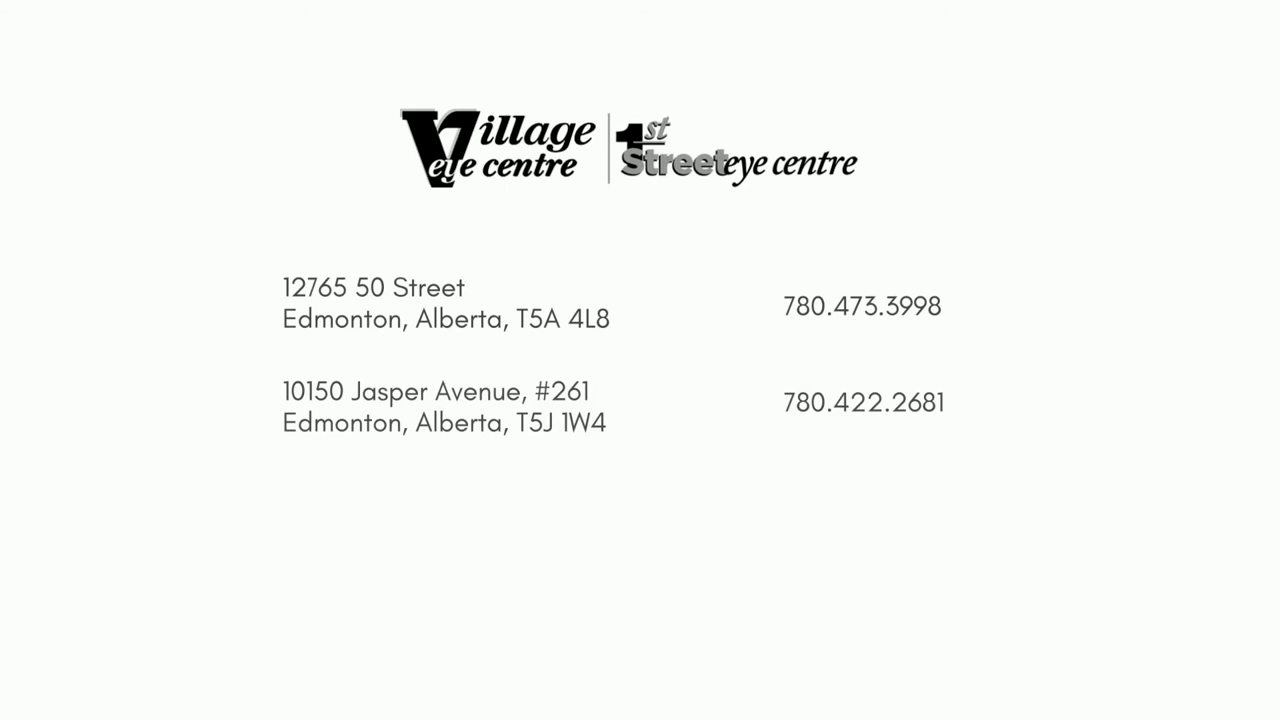 Village eye centre
1st Street eye centre
12765 50 Street
Edmonton, Alberta, T5A 4L8
780.473.3998
10150 Jasper Avenue, #261
Edmonton, Alberta, T5J 1W4
780.422.2681